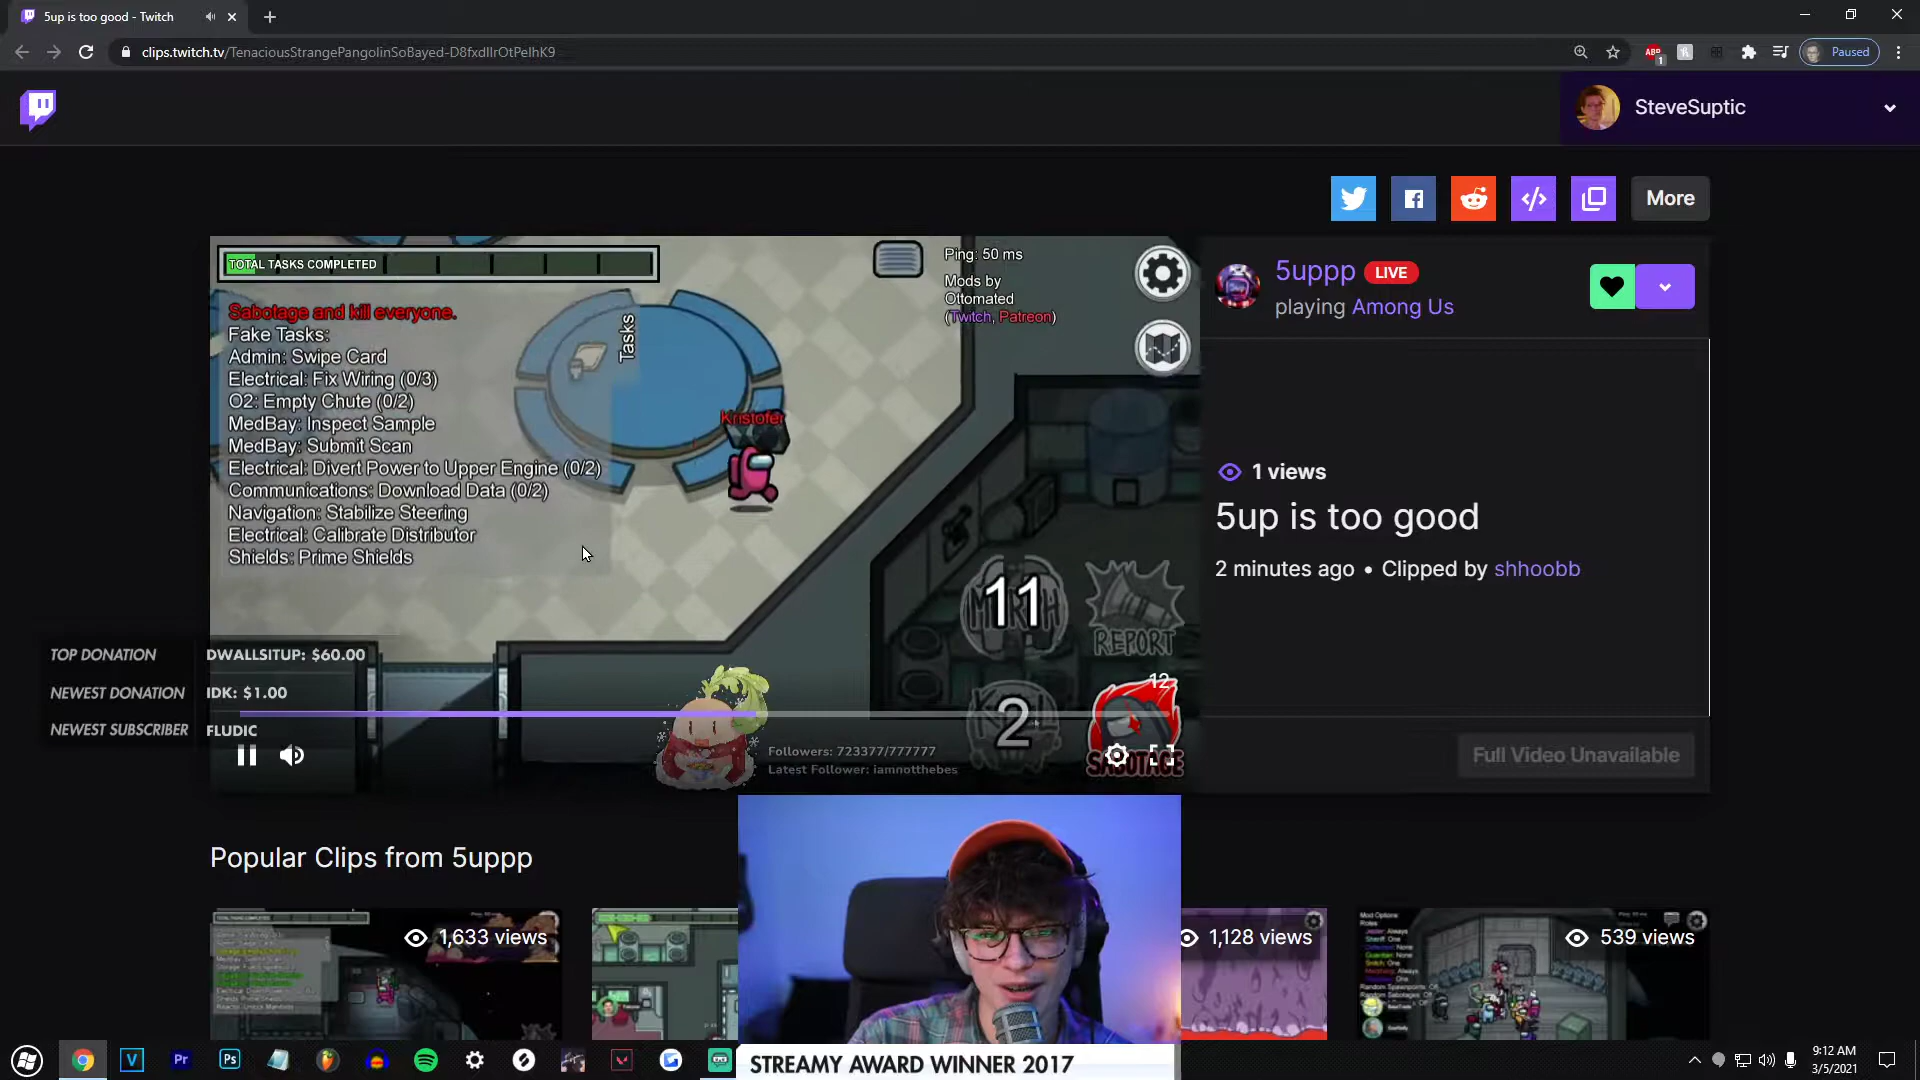 5up is too good - Twitch
clips.twitch.tv/TenaciousStrangePangolinSoBayed-D8fxdIIrOtPeIhK9
ABP
1
Paused
SteveSuptic
More
TOTAL TASKS COMPLETED
Sabotage and kill everyone.
Fake Tasks:
Admin: Swipe Card
Electrical: Fix Wiring (0/3)
O2: Empty Chute (0/2)
MedBay: Inspect Sample
MedBay: Submit Scan
Electrical: Divert Power to Upper Engine (0/2)
Communications: Download Data (0/2)
Navigation: Stabilize Steering
Electrical: Calibrate Distributor
Shields: Prime Shields
Tasks
Kristofer
Ping: 50 ms
Mods by
Ottomated
(Twitch, Patreon)
11
REPORT
12
2
SABOTAGE
5uppp LIVE
playing Among Us
1 views
5up is too good
2 minutes ago • Clipped by shhoobb
Full Video Unavailable
TOP DONATION DWALLSITUP: $60.00
NEWEST DONATION IDK: $1.00
NEWEST SUBSCRIBER FLUDIC
Followers: 723377/777777
Latest Follower: iamnotthebes
Popular Clips from 5uppp
1,633 views
1,128 views
539 views
STREAMY AWARD WINNER 2017
V
Pr
Ps
9:12 AM
3/5/2021